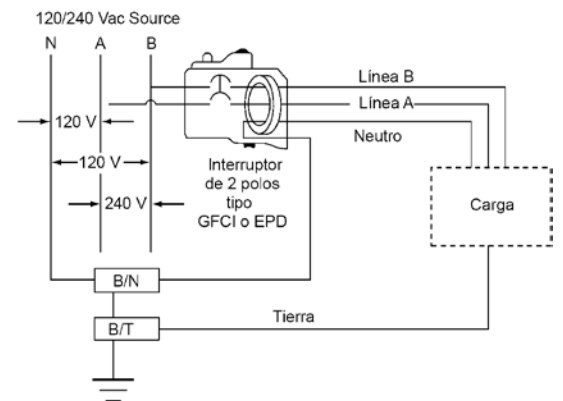 120/240 Vac Source
N A B
Línea B
Línea A
120 V
Neutro
120 V
Interruptor
de 2 polos
tipo
GFCI o EPD
240 V
Carga
B/N
Tierra
B/T